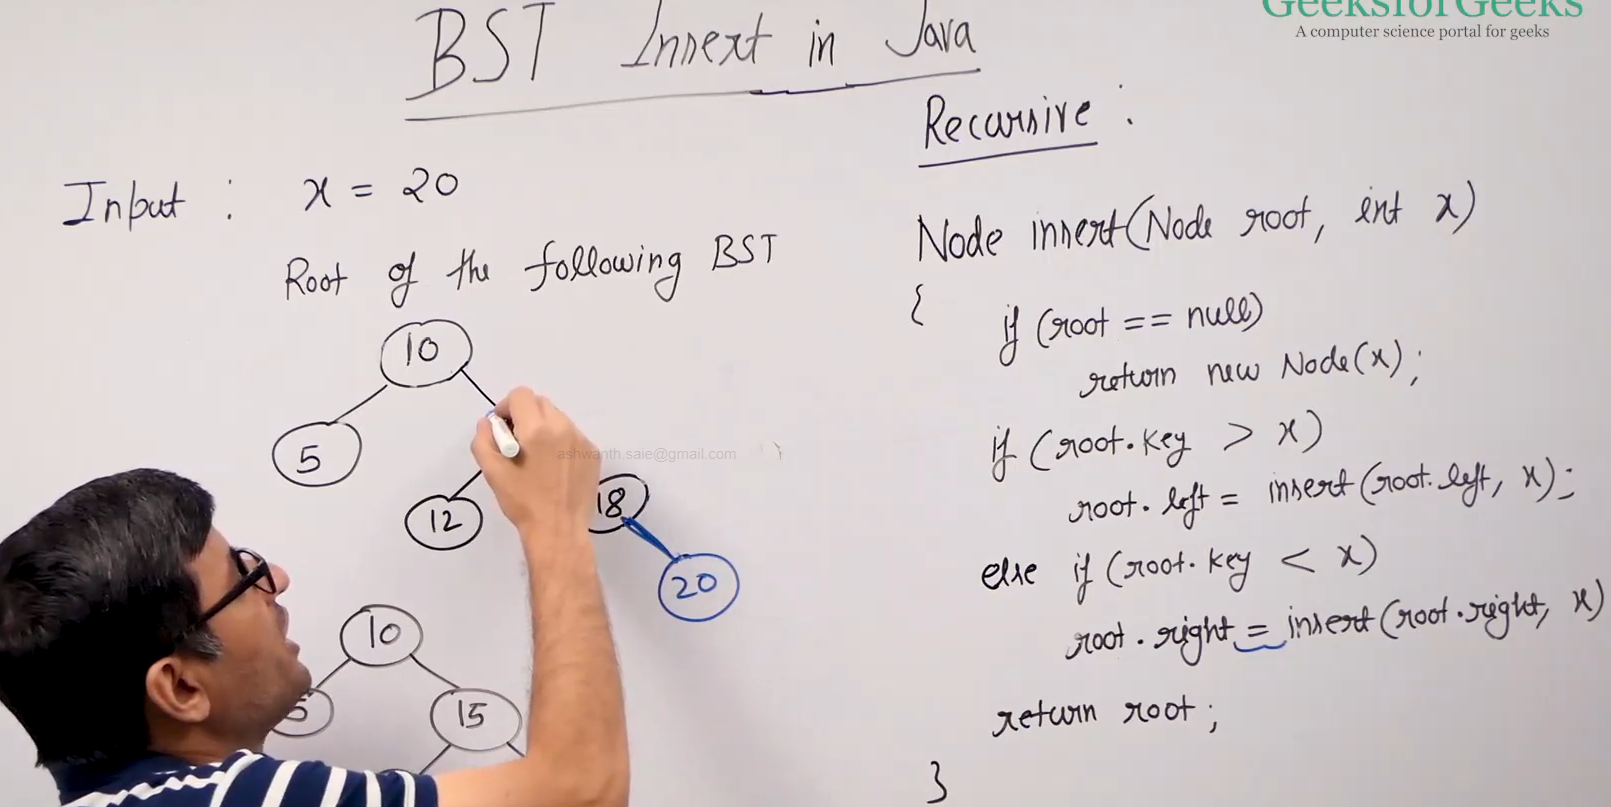 GeeksforGeeks
A computer science portal for geeks
BST Insert in Java
Input : x = 20
Root of the following BST
10
5
12
18
20
10
5
15
ashwanth.saie@gmail.com
Recursive :
Node insert(Node root, int x)
{
if (root == null)
return new Node(x);
if (root.key > x)
root.left = insert(root.left, x);
else if (root.key < x)
root.right = insert(root.right, x)
return root;
}